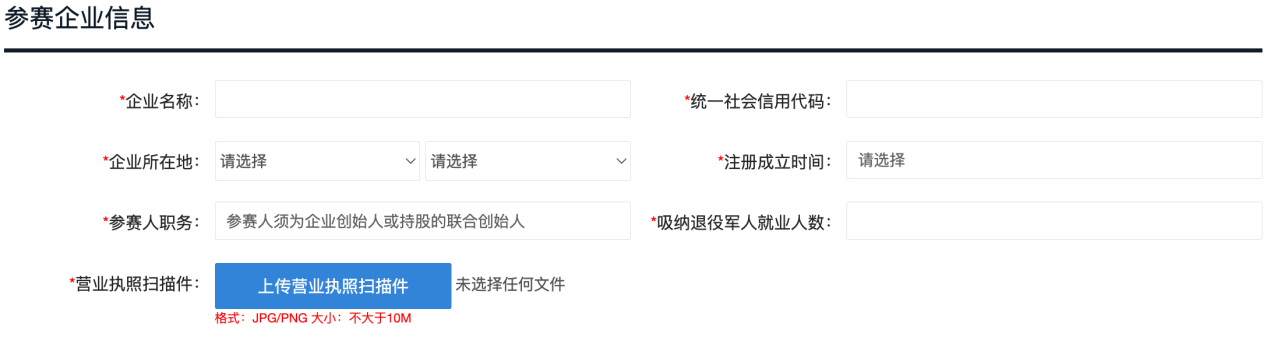 参赛企业信息
*企业名称： *统一社会信用代码：
*企业所在地： 请选择 请选择 *注册成立时间： 请选择
*参赛人职务： 参赛人须为企业创始人或持股的联合创始人 *吸纳退役军人就业人数：
*营业执照扫描件： 上传营业执照扫描件 未选择任何文件
格式：JPG/PNG 大小：不大于10M